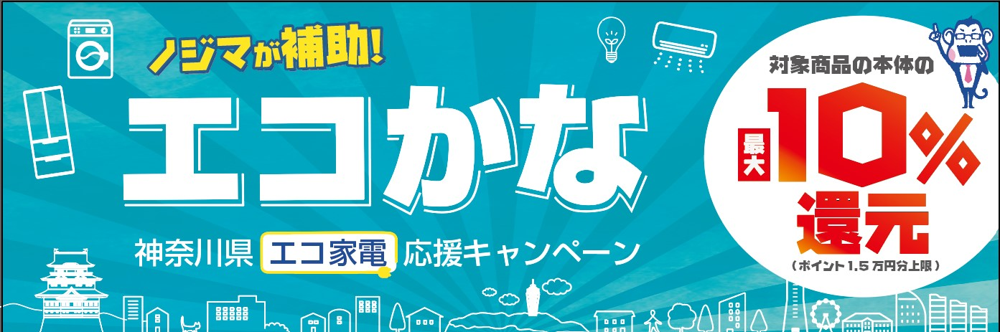 ノジマが補助!
エコかな
神奈川県 エコ家電 応援キャンペーン
対象商品の本体の
最大10%
還元
(ポイント1.5万円分上限)